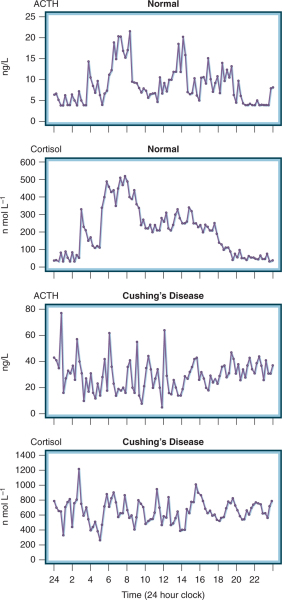 ACTH Normal
25
20
15
10
5
0
ng/L
Cortisol Normal
600
500
400
300
200
100
0
n mol L−1
ACTH Cushing's Disease
80
60
40
20
0
ng/L
Cortisol Cushing's Disease
1400
1200
1000
800
600
400
200
0
n mol L−1
24 2 4 6 8 10 12 14 16 18 20 22
Time (24 hour clock)